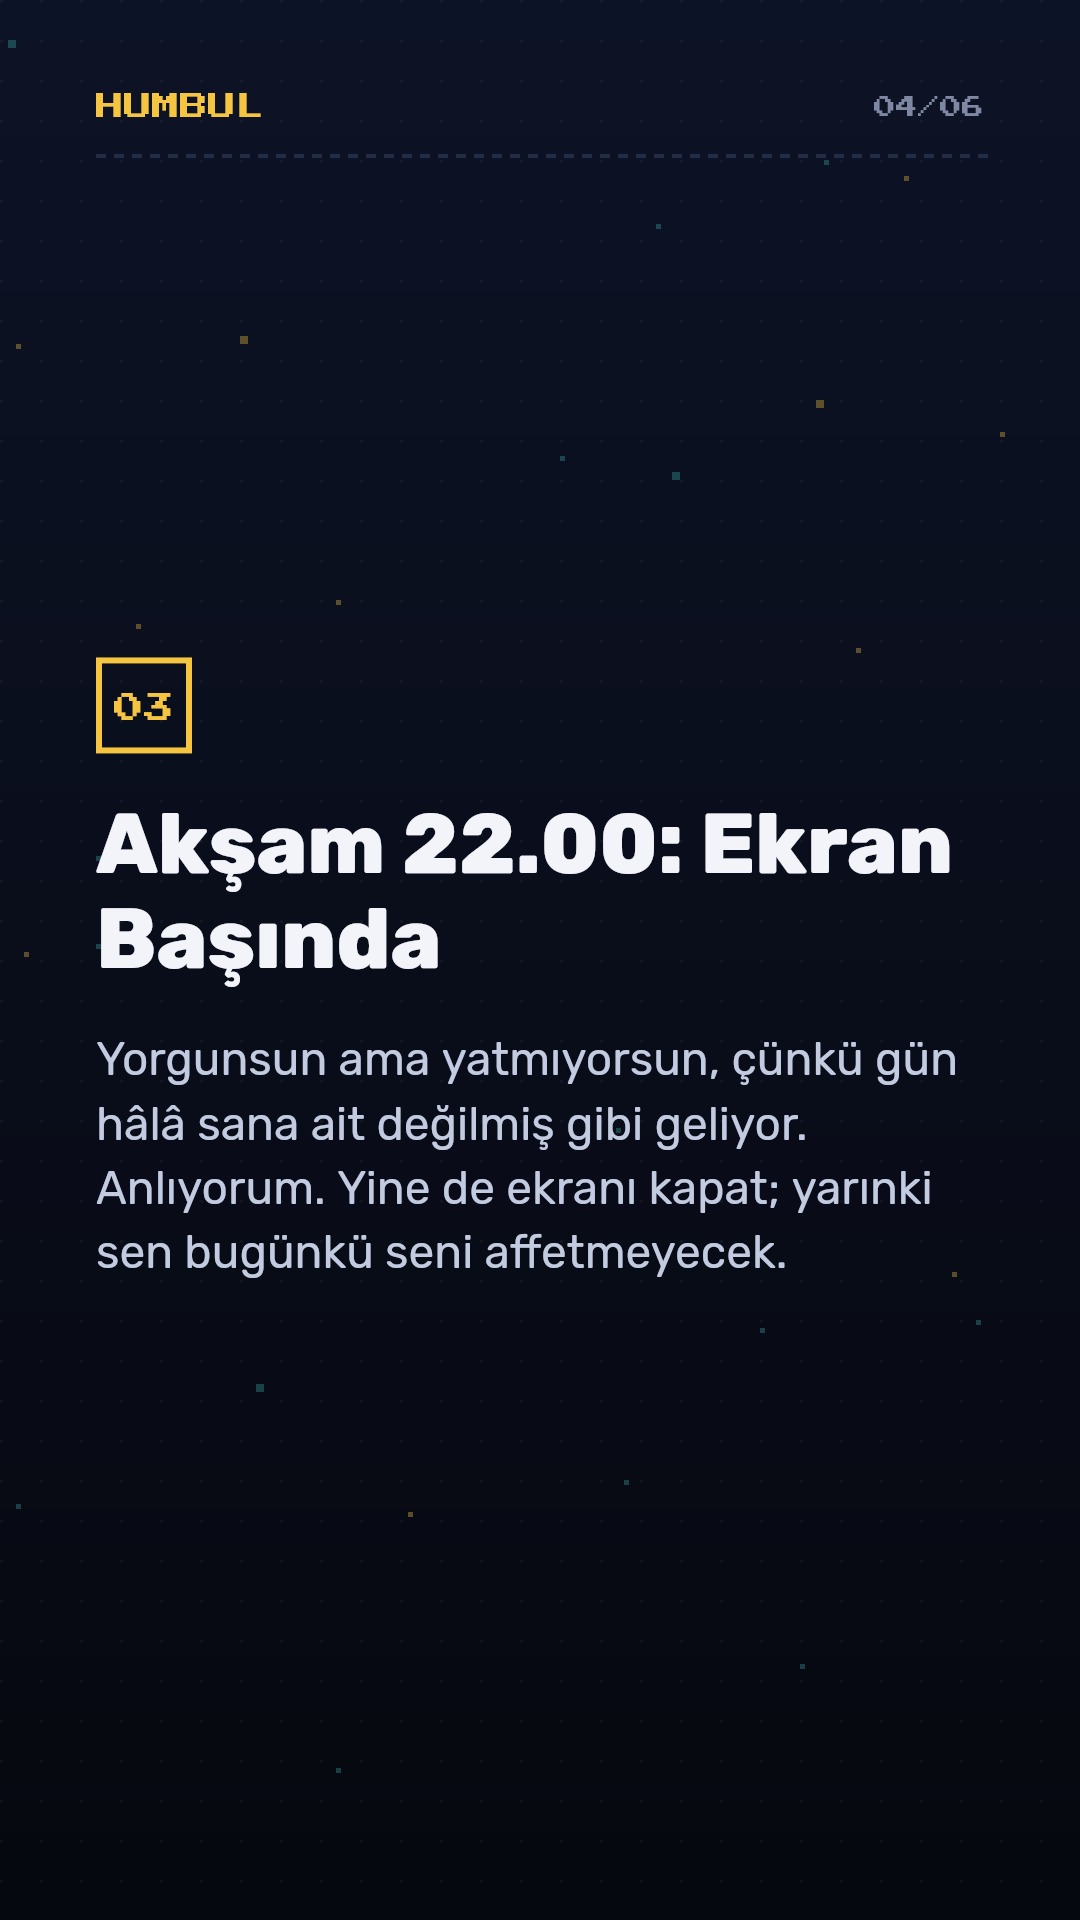 HUMBUL
04/06
03
Akşam 22.00: Ekran
Başında
Yorgunsun ama yatmıyorsun, çünkü gün
hâlâ sana ait değilmiş gibi geliyor.
Anlıyorum. Yine de ekranı kapat; yarınki
sen bugünkü seni affetmeyecek.